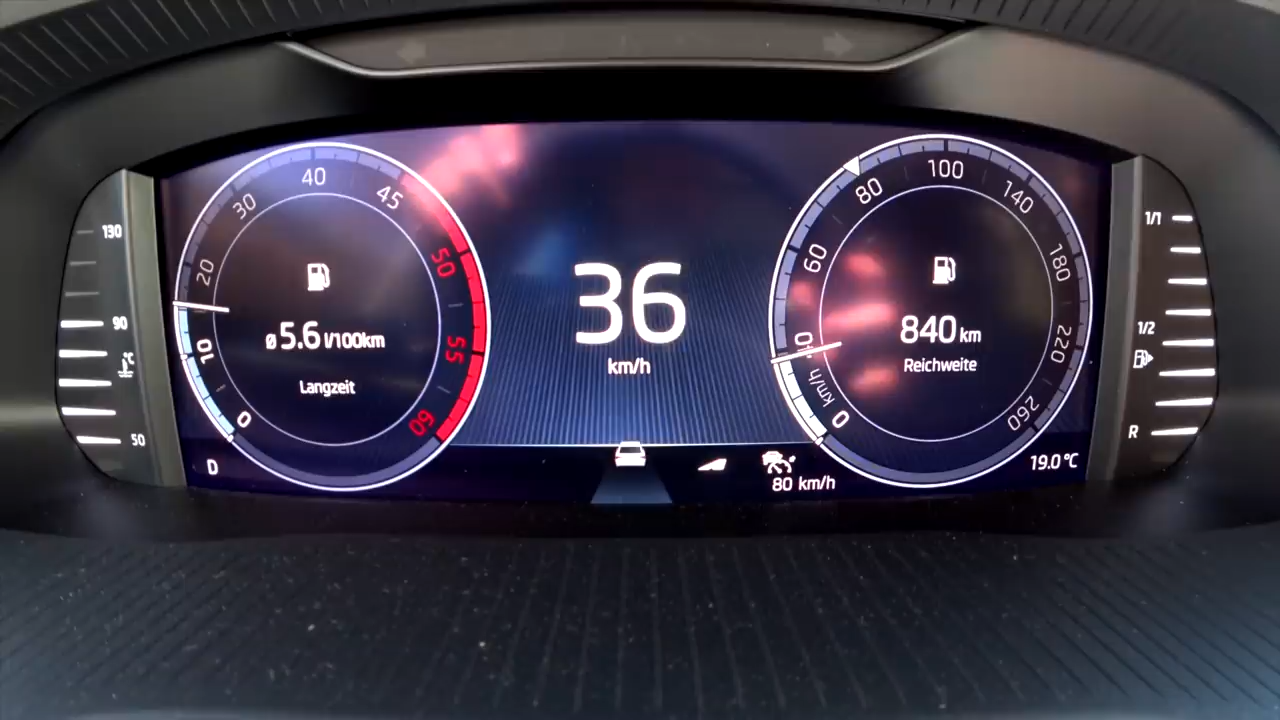 130
90
°C
50
0
10
20
30
40
45
50
55
60
ø 5.6 l/100km
Langzeit
D
36
km/h
80 km/h
0
km/h
60
80
100
140
180
220
260
840 km
Reichweite
19.0 °C
1/1
1/2
R